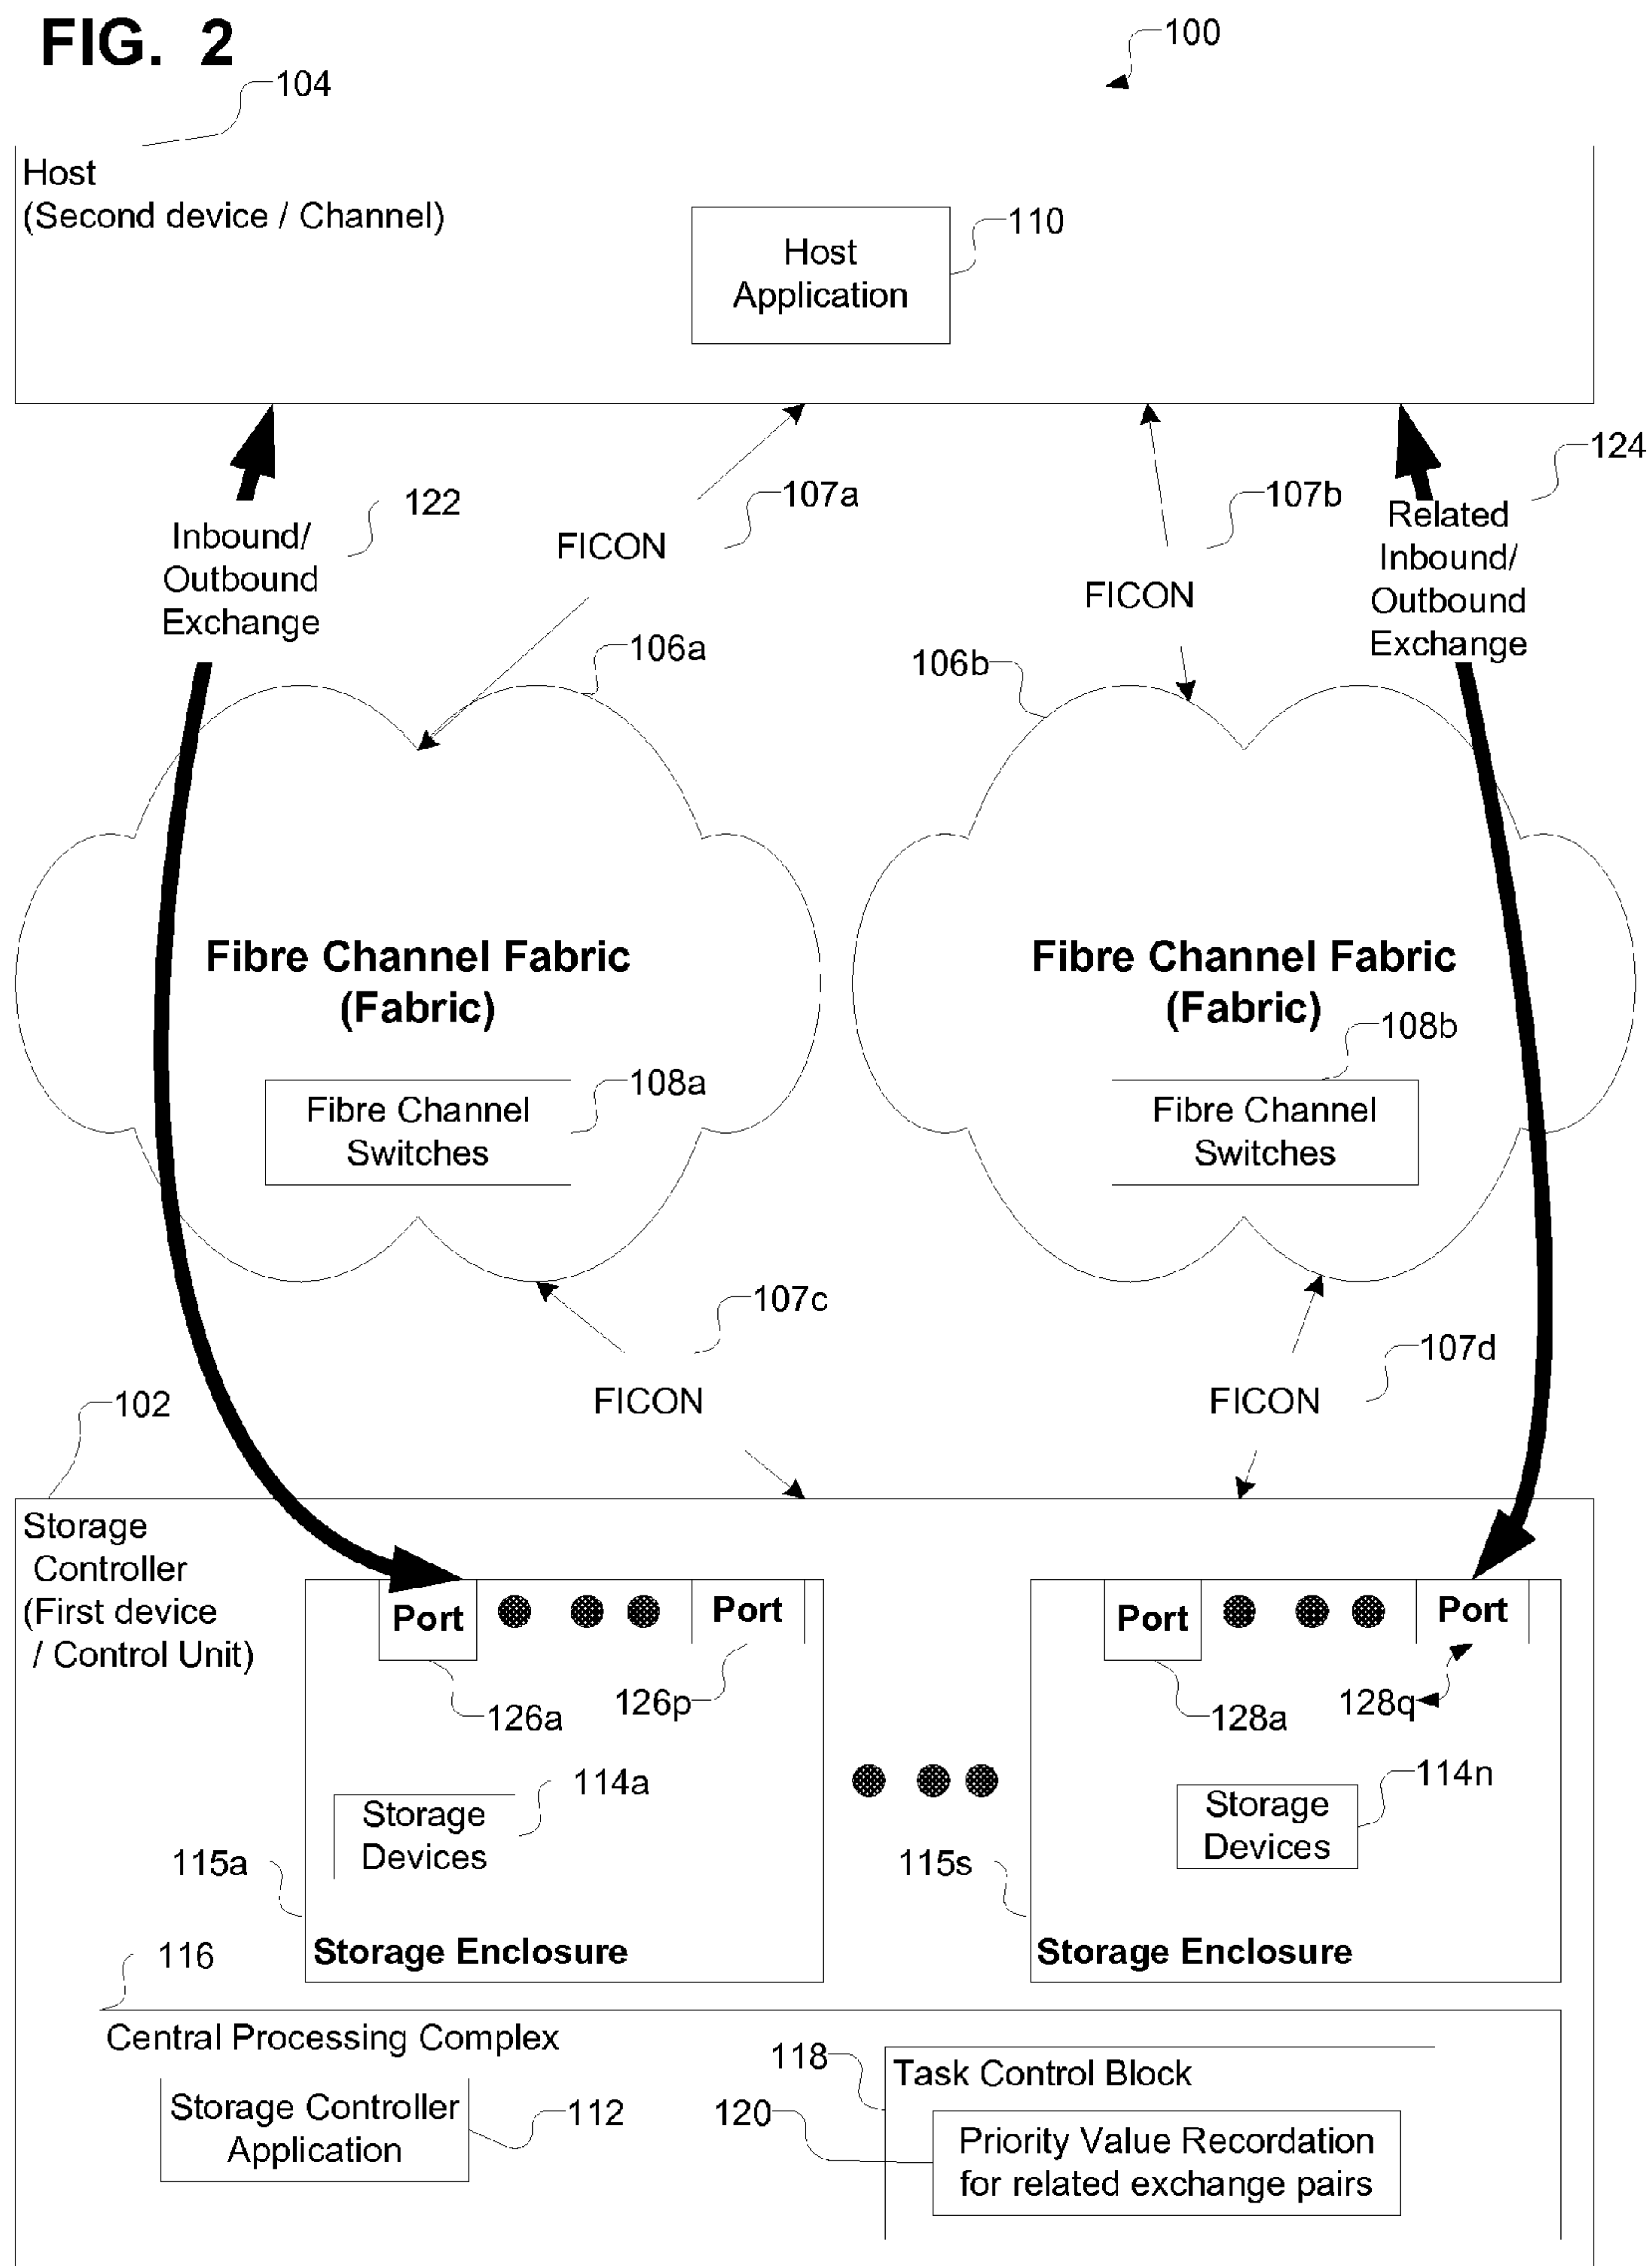 FIG. 2
100
104
Host
(Second device / Channel)
110
Host
Application
124
122
107a
107b
Related
Inbound/
Outbound
Exchange
Inbound/
Outbound
Exchange
FICON
FICON
106a
106b
Fibre Channel Fabric
(Fabric)
Fibre Channel Fabric
(Fabric)
108a
108b
Fibre Channel
Switches
Fibre Channel
Switches
107c
107d
FICON
FICON
102
Storage
Controller
(First device
/ Control Unit)
Port
Port
Port
Port
126a
126p
128a
128q
114a
114n
Storage
Devices
Storage
Devices
115a
115s
Storage Enclosure
Storage Enclosure
116
Central Processing Complex
118
Task Control Block
Storage Controller
Application
112
120
Priority Value Recordation
for related exchange pairs